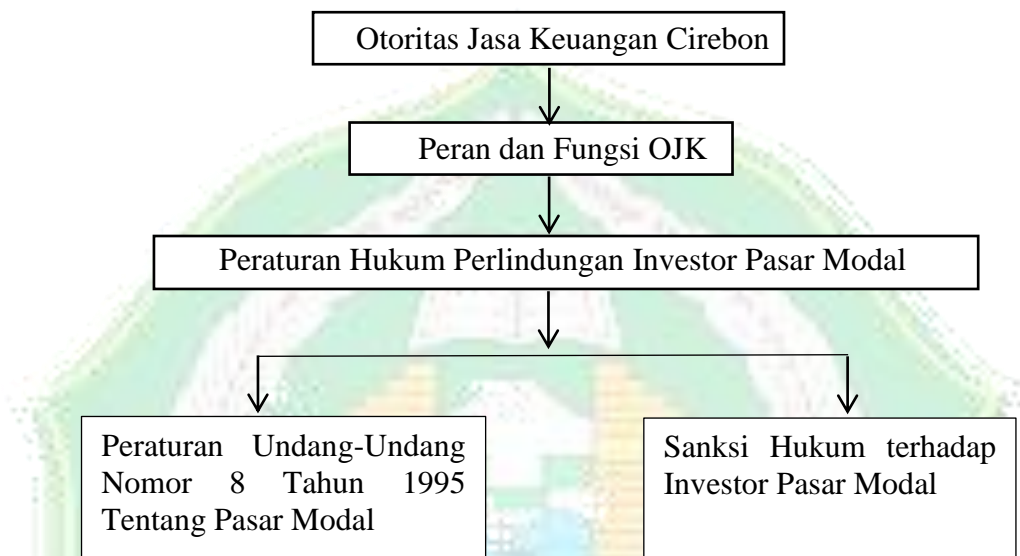 Otoritas Jasa Keuangan Cirebon
Peran dan Fungsi OJK
Peraturan Hukum Perlindungan Investor Pasar Modal
Peraturan Undang-Undang
Nomor 8 Tahun 1995
Tentang Pasar Modal
Sanksi Hukum terhadap
Investor Pasar Modal